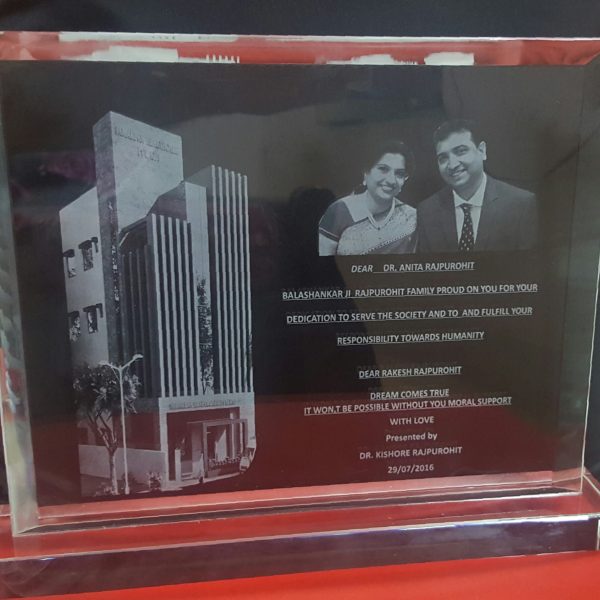 DEAR DR. ANITA RAJPUROHIT
BALASHANKAR JI RAJPUROHIT FAMILY PROUD ON YOU FOR YOUR
DEDICATION TO SERVE THE SOCIETY AND TO AND FULFILL YOUR
RESPONSIBILITY TOWARDS HUMANITY
DEAR RAKESH RAJPUROHIT
DREAM COMES TRUE
IT WON,T BE POSSIBLE WITHOUT YOU MORAL SUPPORT
WITH LOVE
Presented by
DR. KISHORE RAJPUROHIT
29/07/2016